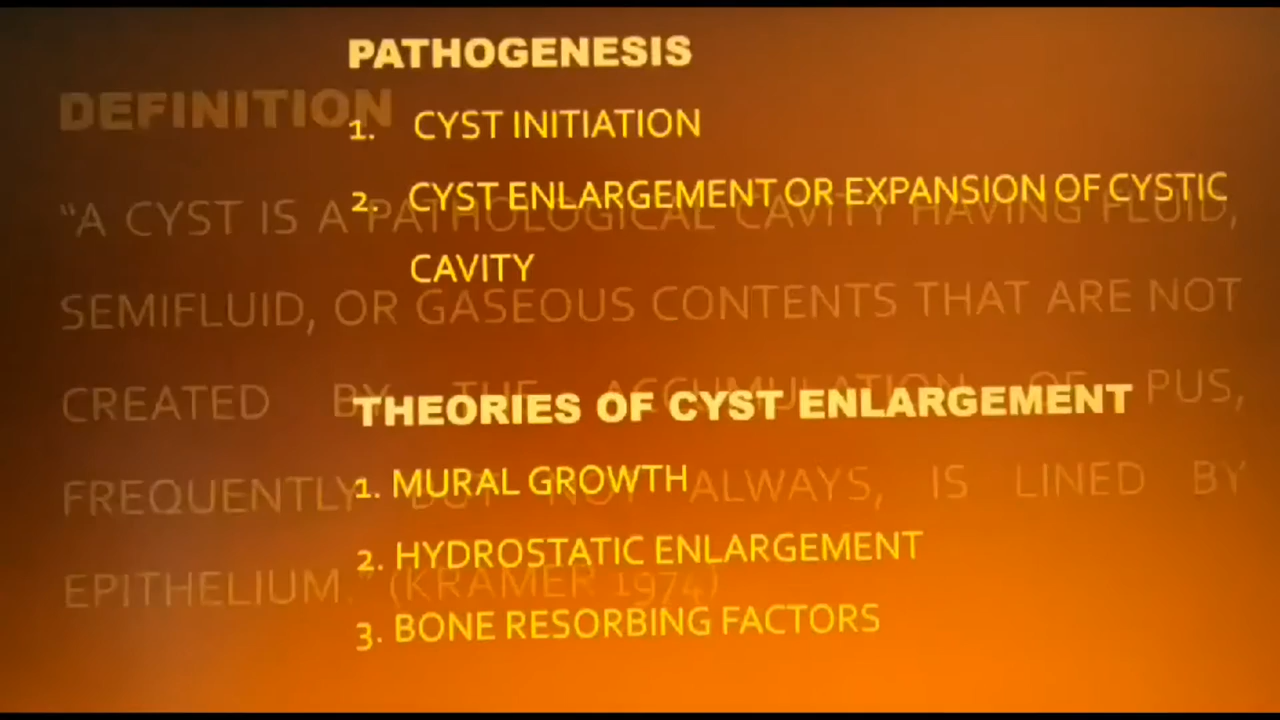 PATHOGENESIS
1. CYST INITIATION
2. CYST ENLARGEMENT OR EXPANSION OF CYSTIC
CAVITY
THEORIES OF CYST ENLARGEMENT
1. MURAL GROWTH
2. HYDROSTATIC ENLARGEMENT
3. BONE RESORBING FACTORS
DEFINITION
“A CYST IS A PATHOLOGICAL CAVITY HAVING FLUID,
SEMIFLUID, OR GASEOUS CONTENTS THAT ARE NOT
CREATED BY THE ACCUMULATION OF PUS,
FREQUENTLY BUT NOT ALWAYS, IS LINED BY
EPITHELIUM.” (KRAMER 1974)